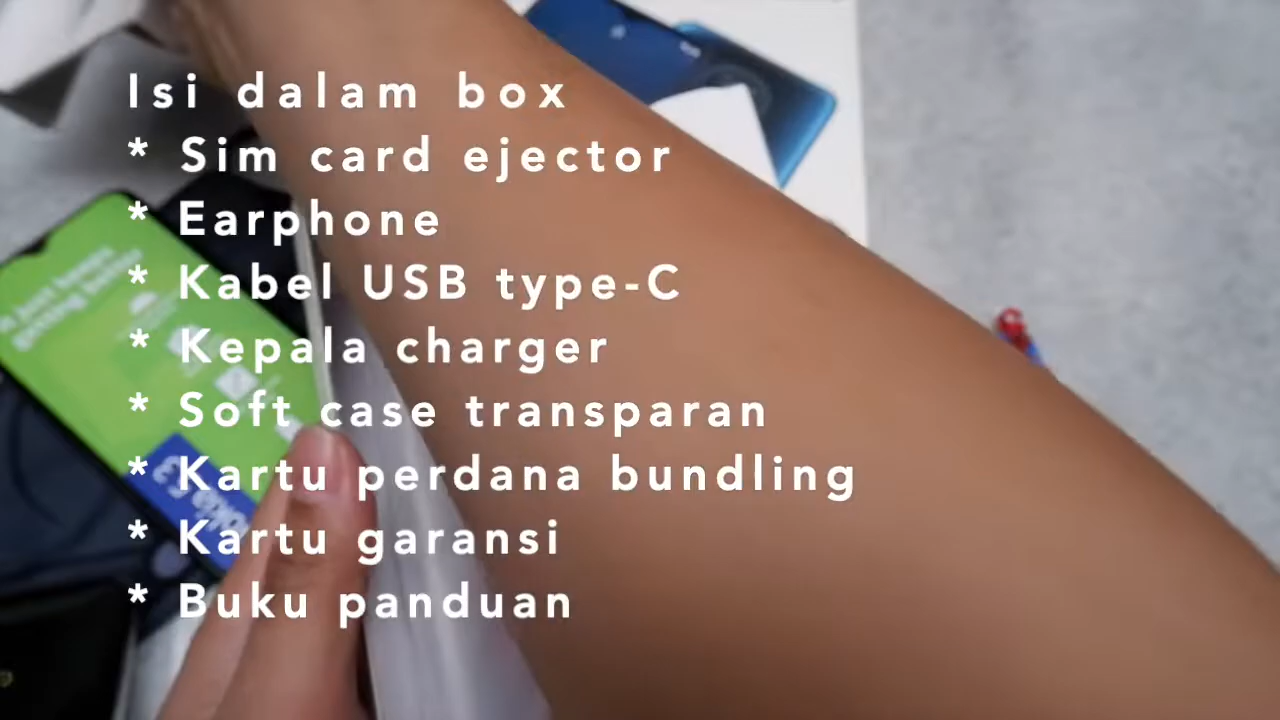 Isi dalam box
* Sim card ejector
* Earphone
* Kabel USB type-C
* Kepala charger
* Soft case transparan
* Kartu perdana bundling
* Kartu garansi
* Buku panduan